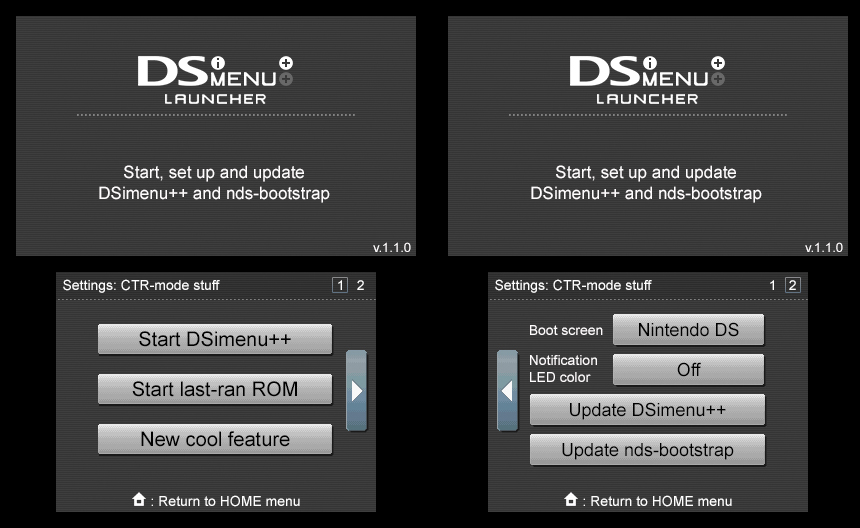 DSiMENU++
LAUNCHER
Start, set up and update
DSimenu++ and nds-bootstrap
v.1.1.0
Settings: CTR-mode stuff 1 2
Start DSimenu++
Start last-ran ROM
New cool feature
: Return to HOME menu
DSiMENU++
LAUNCHER
Start, set up and update
DSimenu++ and nds-bootstrap
v.1.1.0
Settings: CTR-mode stuff 1 2
Boot screen Nintendo DS
Notification
LED color Off
Update DSimenu++
Update nds-bootstrap
: Return to HOME menu